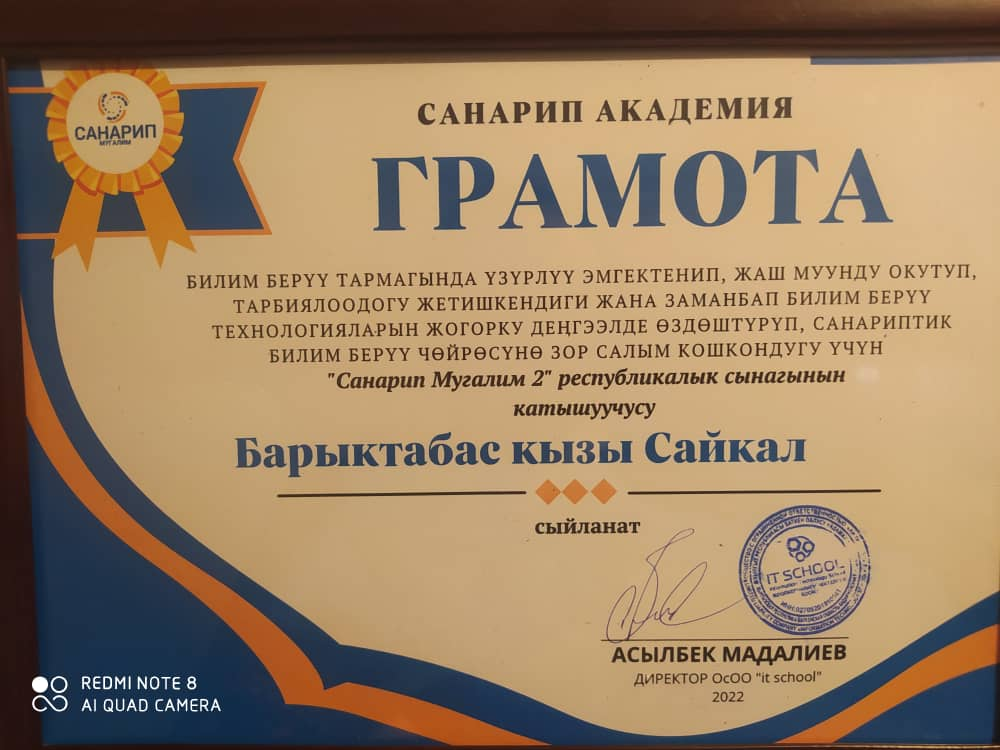 САНАРИП
МУГАЛИМ
САНАРИП АКАДЕМИЯ
ГРАМОТА
БИЛИМ БЕРҮҮ ТАРМАГЫНДА ҮЗҮРЛҮҮ ЭМГЕКТЕНИП, ЖАШ МУУНДУ ОКУТУП,
ТАРБИЯЛООДОГУ ЖЕТИШКЕНДИГИ ЖАНА ЗАМАНБАП БИЛИМ БЕРҮҮ
ТЕХНОЛОГИЯЛАРЫН ЖОГОРКУ ДЕҢГЭЭЛДЕ ӨЗДӨШТҮРҮП, САНАРИПТИК
БИЛИМ БЕРҮҮ ЧӨЙРӨСҮНӨ ЗОР САЛЫМ КОШКОНДУГУ ҮЧҮН
"Санарип Мугалим 2" республикалык сынагынын
катышуучусу
Барыктабас кызы Сайкал
сыйланат
IT SCHOOL
АСЫЛБЕК МАДАЛИЕВ
ДИРЕКТОР ОсОО "it school"
2022
REDMI NOTE 8
AI QUAD CAMERA